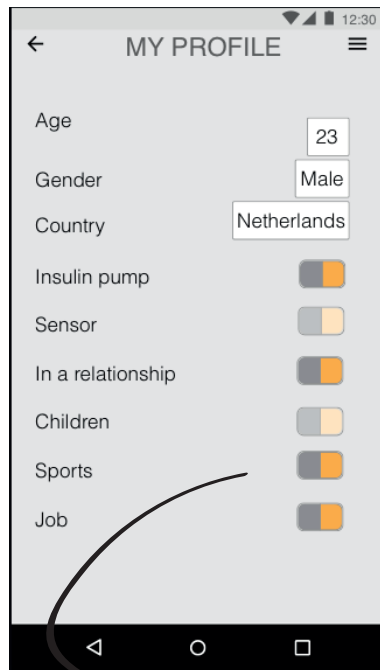 12:30
MY PROFILE
Age
23
Gender
Male
Country
Netherlands
Insulin pump
Sensor
In a relationship
Children
Sports
Job